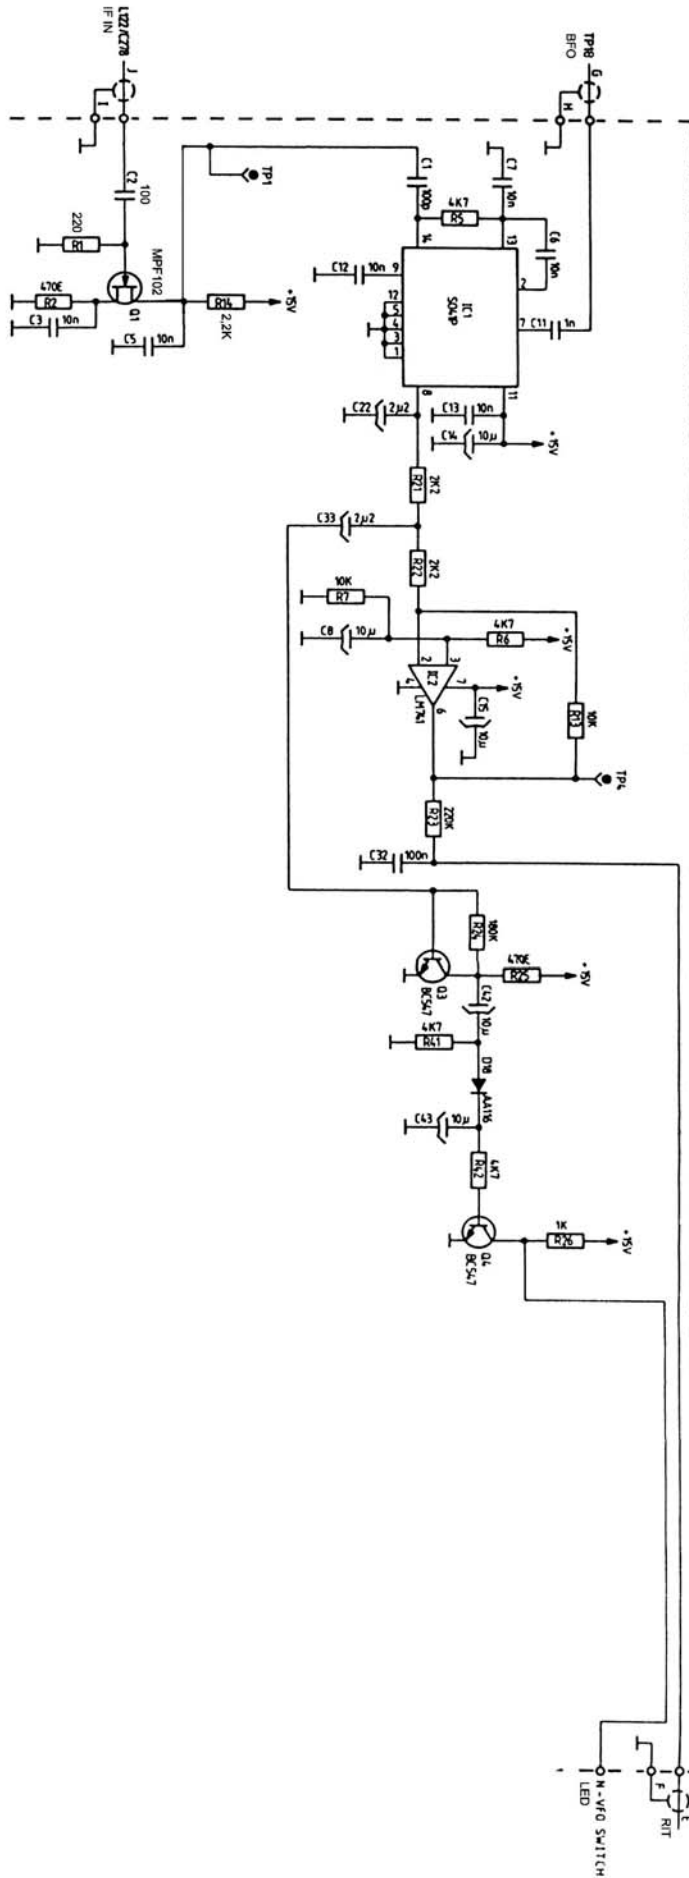 L122/C278
IF IN
J
I
TP18
BFO
G
H
C2
100
220
R1
MPF102
Q1
470E
R2
C3
10n
C5
10n
R14
2,2K
+15V
TP1
C1
100p
C7
10n
4K7
R5
C6
10n
14
13
9
2
C12
10n
12
5
4
3
1
IC1
SO41P
7
C11
1n
8
11
C22
2µ2
C13
10n
C14
10µ
+15V
R21
2K2
C33
2µ2
R22
2K2
10K
R7
C8
10µ
4K7
R6
+15V
2
3
IC2
4
7
+15V
LM741
6
C15
10µ
R13
10K
TP4
R23
220K
C32
100n
R24
180K
470E
R25
+15V
Q3
BC547
C42
10µ
4K7
R41
D18
AA116
C43
10µ
R42
4K7
1K
R26
+15V
Q4
BC547
N - VFO SWITCH
LED
F
E
RIT